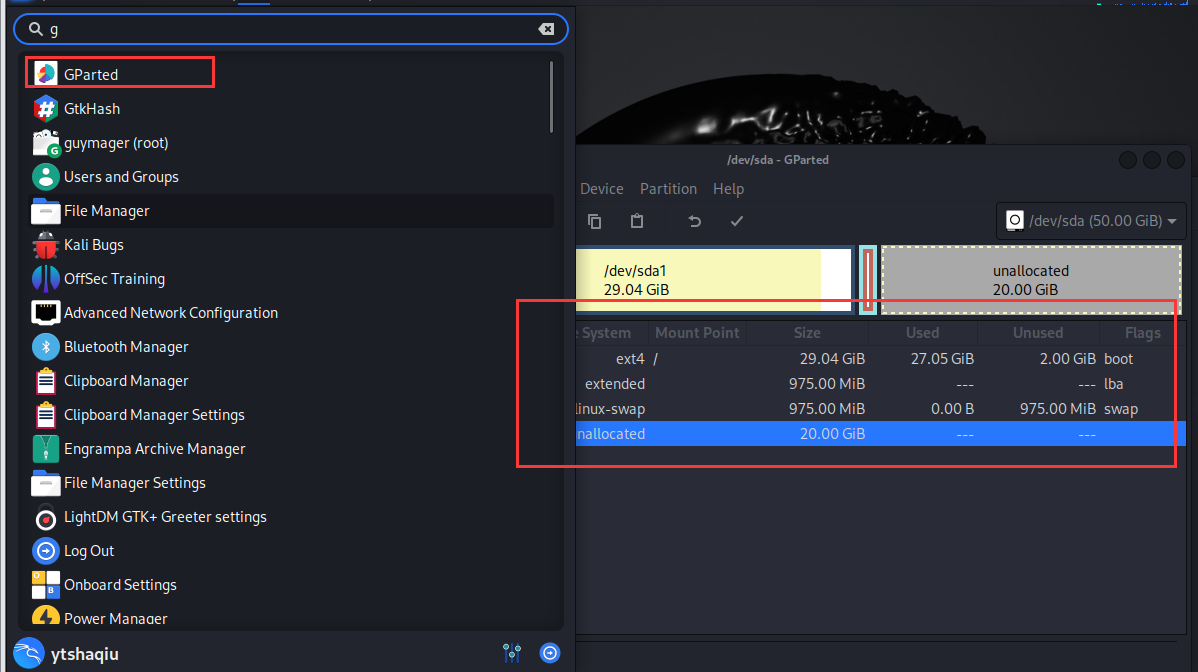 g
GParted
GtkHash
guymager (root)
Users and Groups
File Manager
Kali Bugs
OffSec Training
Advanced Network Configuration
Bluetooth Manager
Clipboard Manager
Clipboard Manager Settings
Engrampa Archive Manager
File Manager Settings
LightDM GTK+ Greeter settings
Log Out
Onboard Settings
Power Manager
ytshaqiu
/dev/sda - GParted
Device Partition Help
/dev/sda (50.00 GiB)
/dev/sda1
29.04 GiB
unallocated
20.00 GiB
System Mount Point Size Used Unused Flags
ext4 / 29.04 GiB 27.05 GiB 2.00 GiB boot
extended 975.00 MiB --- --- lba
linux-swap 975.00 MiB 0.00 B 975.00 MiB swap
nallocated 20.00 GiB --- ---